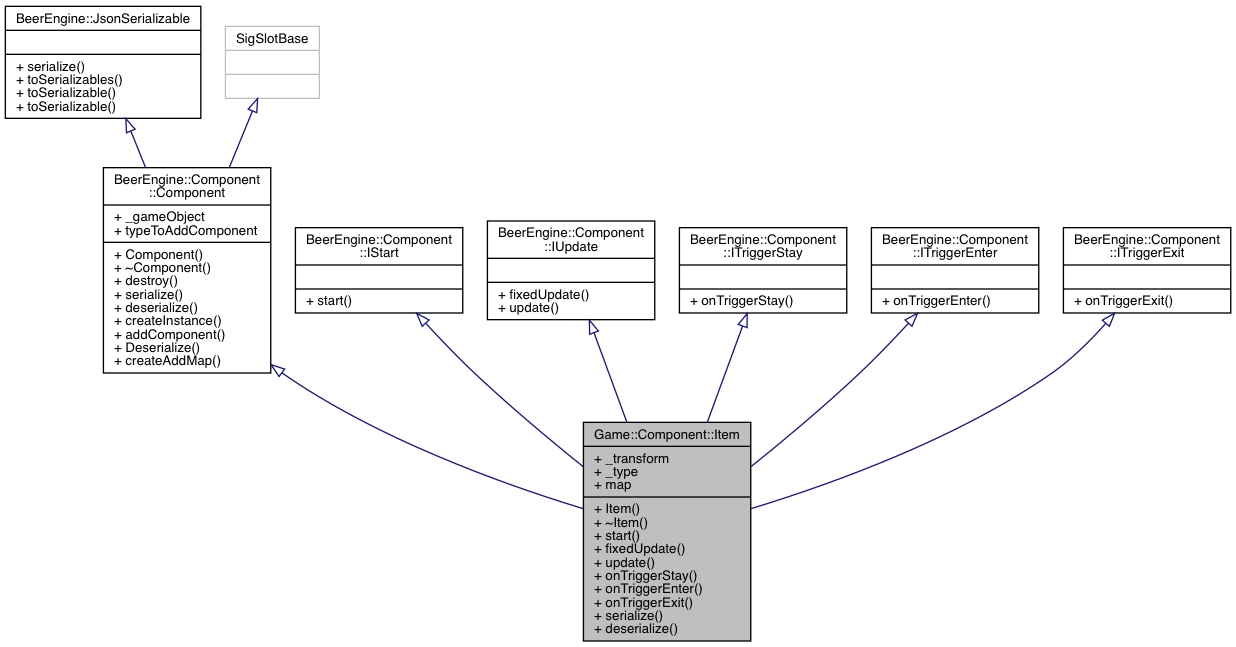 BeerEngine::JsonSerializable
+ serialize()
+ toSerializables()
+ toSerializable()
+ toSerializable()
SigSlotBase
BeerEngine::Component
::Component
+ _gameObject
+ typeToAddComponent
+ Component()
+ ~Component()
+ destroy()
+ serialize()
+ deserialize()
+ createInstance()
+ addComponent()
+ Deserialize()
+ createAddMap()
BeerEngine::Component
::IStart
+ start()
BeerEngine::Component
::IUpdate
+ fixedUpdate()
+ update()
BeerEngine::Component
::ITriggerStay
+ onTriggerStay()
BeerEngine::Component
::ITriggerEnter
+ onTriggerEnter()
BeerEngine::Component
::ITriggerExit
+ onTriggerExit()
Game::Component::Item
+ _transform
+ _type
+ map
+ Item()
+ ~Item()
+ start()
+ fixedUpdate()
+ update()
+ onTriggerStay()
+ onTriggerEnter()
+ onTriggerExit()
+ serialize()
+ deserialize()